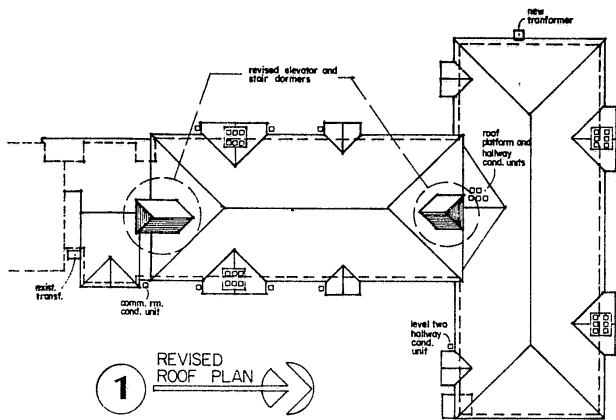 new
tranformer
revised elevator and
stair dormers
roof
platform and
hallway
cond. units
exist.
transf.
comm. rm.
cond. unit
level two
hallway
cond.
unit
1
REVISED
ROOF PLAN